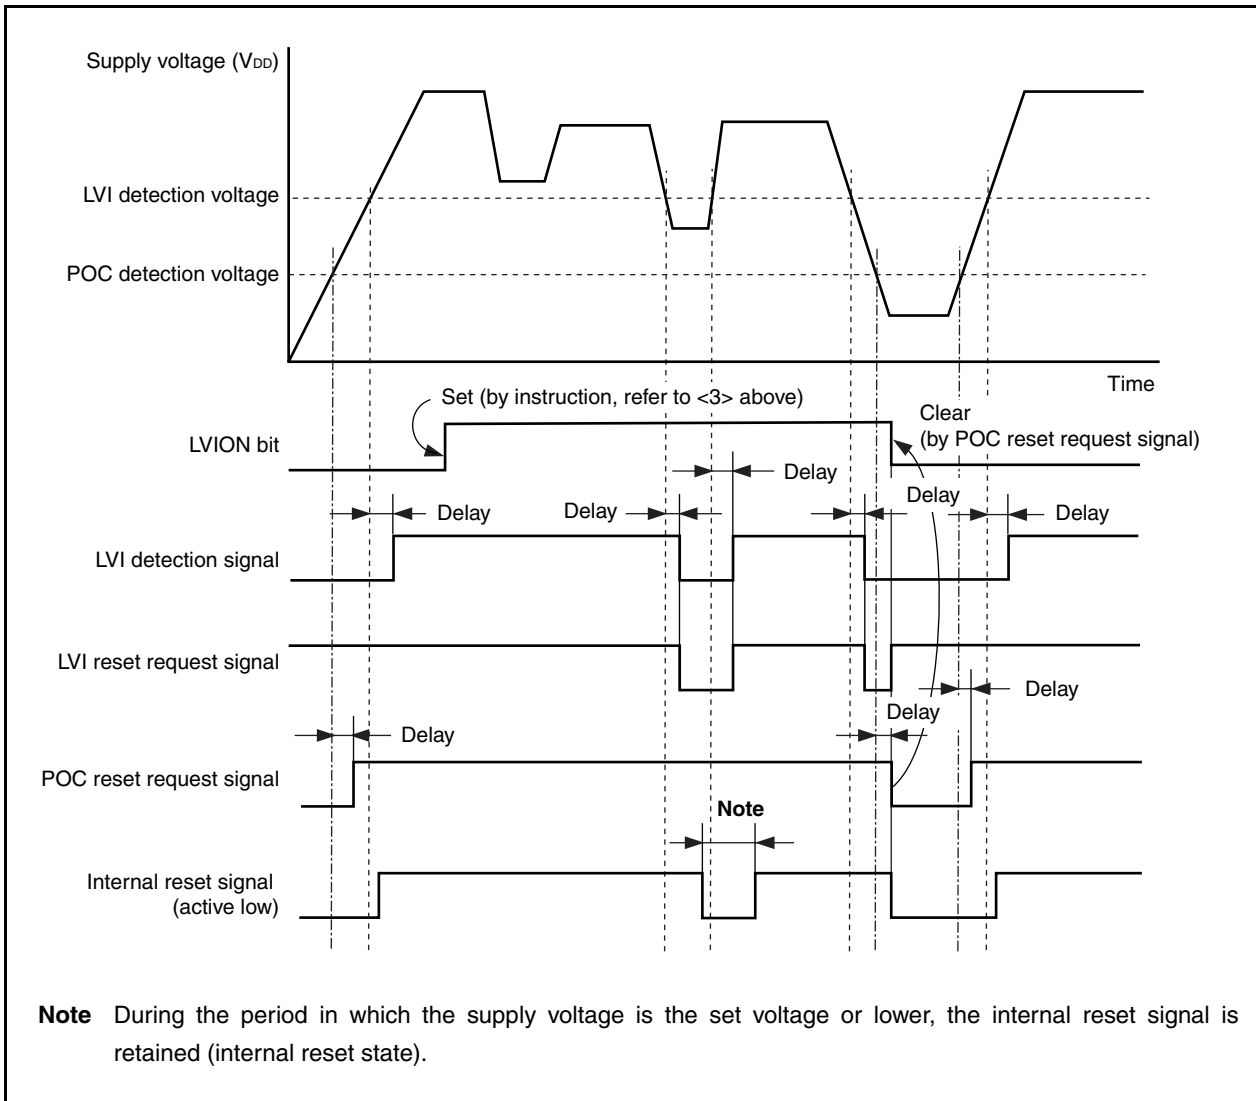 Supply voltage (VDD)
LVI detection voltage
POC detection voltage
Time
Set (by instruction, refer to <3> above)
Clear
(by POC reset request signal)
LVION bit
Delay
Delay
Delay
Delay
Delay
LVI detection signal
LVI reset request signal
Delay
Delay
Delay
POC reset request signal
Note
Internal reset signal
(active low)
Note During the period in which the supply voltage is the set voltage or lower, the internal reset signal is
retained (internal reset state).